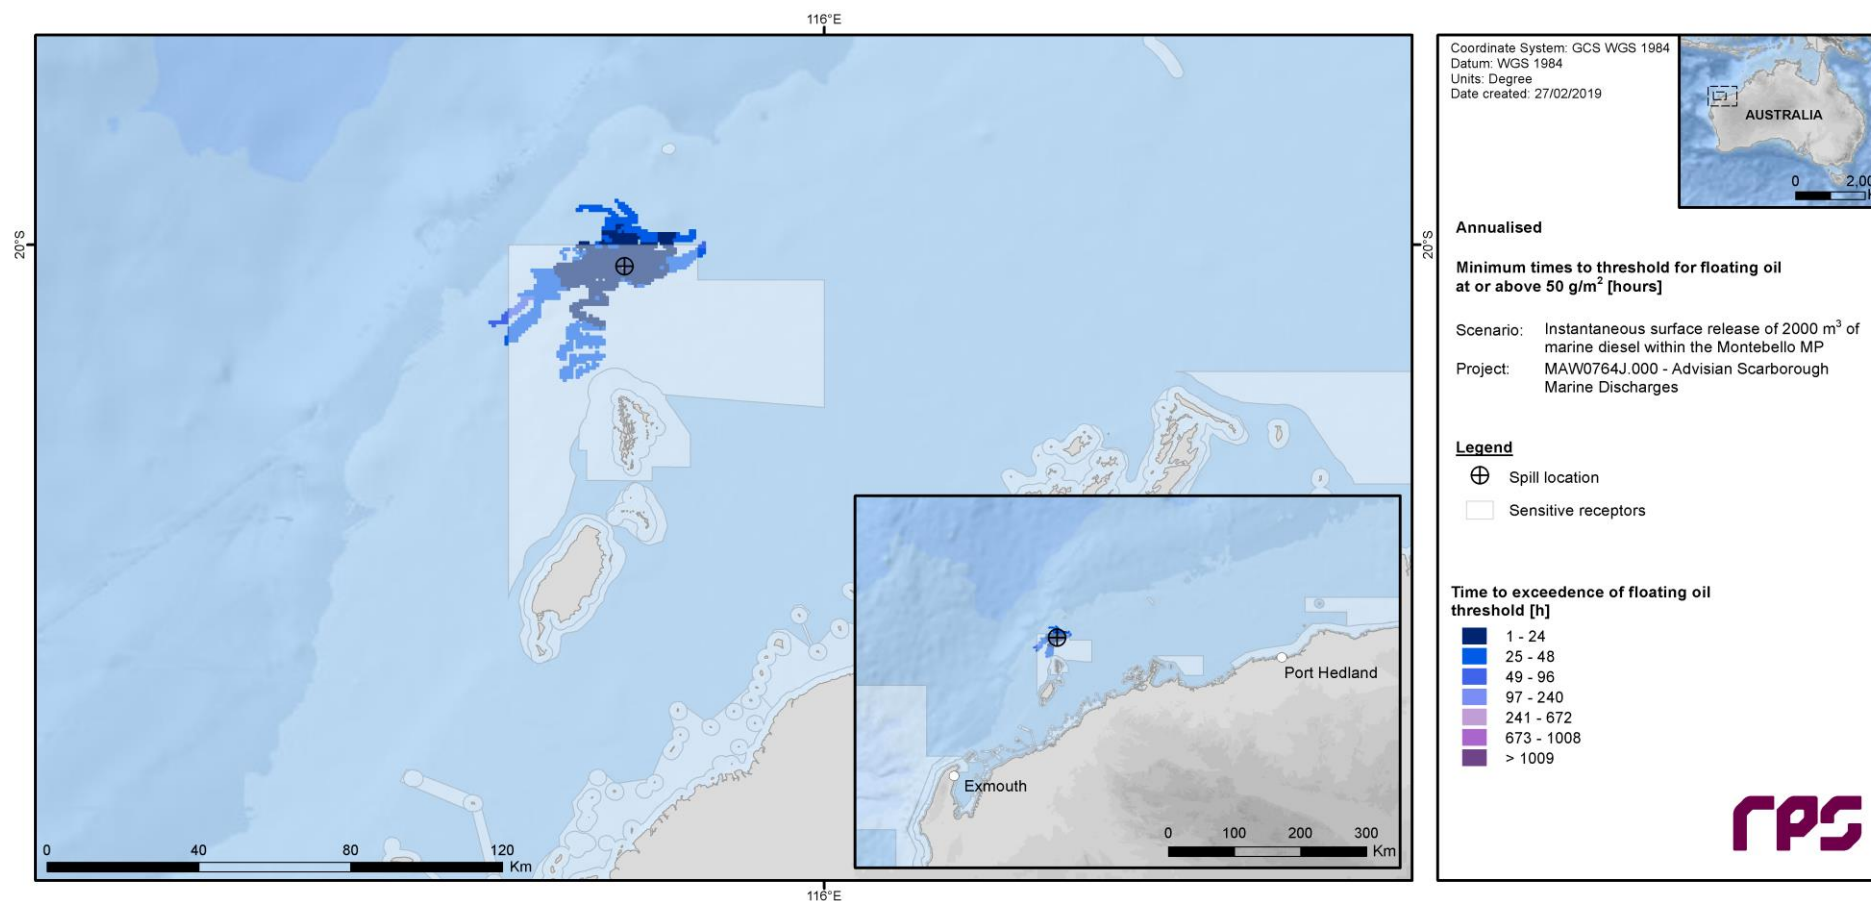 116°E
20°S
20°S
116°E
0 40 80 120 Km
Port Hedland
Exmouth
0 100 200 300 Km
Coordinate System: GCS WGS 1984
Datum: WGS 1984
Units: Degree
Date created: 27/02/2019
AUSTRALIA
0
Annualised
Minimum times to threshold for floating oil
at or above 50 g/m² [hours]
Scenario: Instantaneous surface release of 2000 m³ of
marine diesel within the Montebello MP
Project: MAW0764J.000 - Advisian Scarborough
Marine Discharges
Legend
Spill location
Sensitive receptors
Time to exceedence of floating oil
threshold [h]
1 - 24
25 - 48
49 - 96
97 - 240
241 - 672
673 - 1008
> 1009
rps